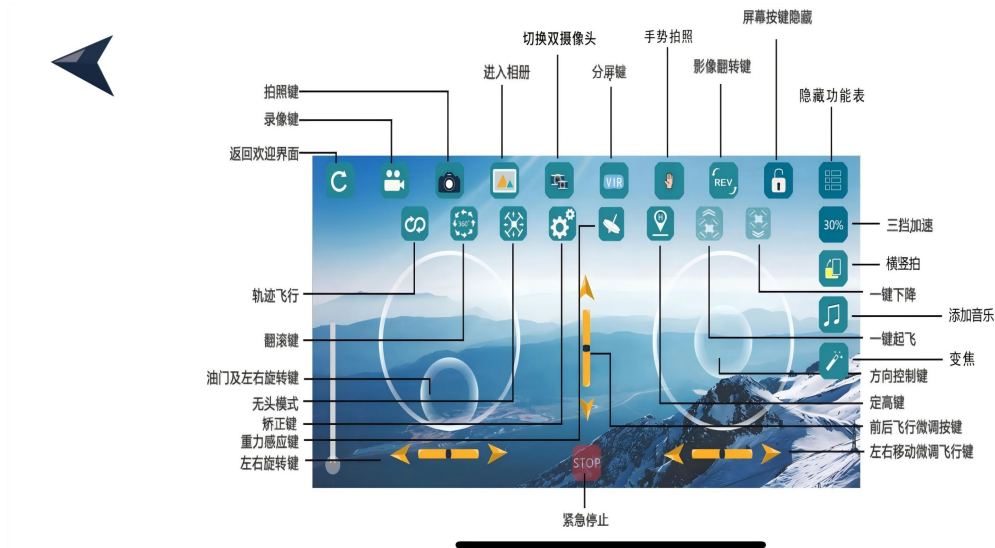 屏幕按键隐藏
切换双摄像头
手势拍照
进入相册
分屏键
影像翻转键
拍照键
隐藏功能表
录像键
返回欢迎界面
VIR
REV
360°
H
30%
三挡加速
横竖拍
轨迹飞行
一键下降
添加音乐
翻滚键
一键起飞
变焦
油门及左右旋转键
方向控制键
无头模式
定高键
矫正键
前后飞行微调按键
重力感应键
左右旋转键
左右移动微调飞行键
STOP
紧急停止